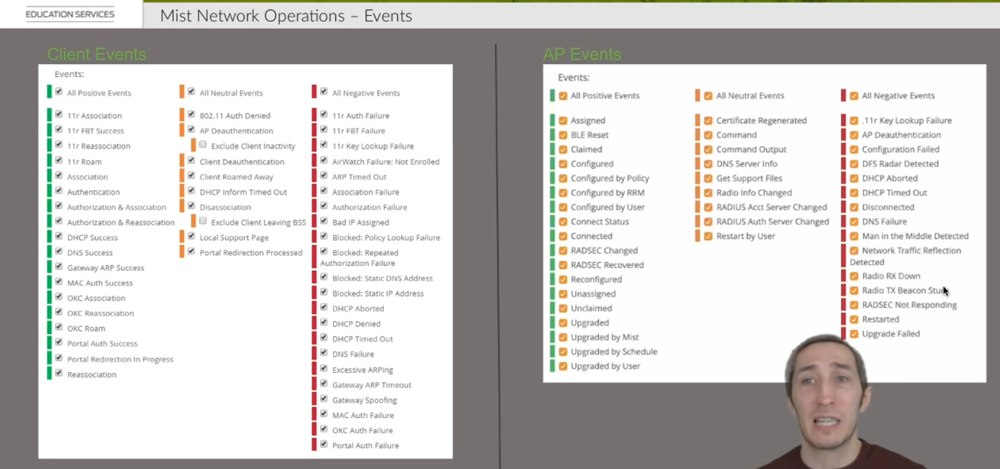 EDUCATION SERVICES
Mist Network Operations – Events
Client Events
Events:
All Positive Events
11r Association
11r FBT Success
11r Reassociation
11r Roam
Association
Authentication
Authorization & Association
Authorization & Reassociation
DHCP Success
DNS Success
Gateway ARP Success
MAC Auth Success
OKC Association
OKC Reassociation
OKC Roam
Portal Auth Success
Portal Redirection In Progress
Reassociation
All Neutral Events
802.11 Auth Denied
AP Deauthentication
Exclude Client Inactivity
Client Deauthentication
Client Roamed Away
DHCP Inform Timed Out
Disassociation
Exclude Client Leaving BSS
Local Support Page
Portal Redirection Processed
All Negative Events
11r Auth Failure
11r FBT Failure
11r Key Lookup Failure
AirWatch Failure: Not Enrolled
ARP Timed Out
Association Failure
Authorization Failure
Bad IP Assigned
Blocked: Policy Lookup Failure
Blocked: Repeated
Authorization Failure
Blocked: Static DNS Address
Blocked: Static IP Address
DHCP Aborted
DHCP Denied
DHCP Timed Out
DNS Failure
Excessive ARPing
Gateway ARP Timeout
Gateway Spoofing
MAC Auth Failure
OKC Auth Failure
Portal Auth Failure
AP Events
Events:
All Positive Events
Assigned
BLE Reset
Claimed
Configured
Configured by Policy
Configured by RRM
Configured by User
Connect Status
Connected
RADSEC Changed
RADSEC Recovered
Reconfigured
Unassigned
Unclaimed
Upgraded
Upgraded by Mist
Upgraded by Schedule
Upgraded by User
All Neutral Events
Certificate Regenerated
Command
Command Output
DNS Server Info
Get Support Files
Radio Info Changed
RADIUS Acct Server Changed
RADIUS Auth Server Changed
Restart by User
All Negative Events
.11r Key Lookup Failure
AP Deauthentication
Configuration Failed
DFS Radar Detected
DHCP Aborted
DHCP Timed Out
Disconnected
DNS Failure
Man in the Middle Detected
Network Traffic Reflection
Detected
Radio RX Down
Radio TX Beacon
RADSEC Not Responding
Restarted
Upgrade Failed